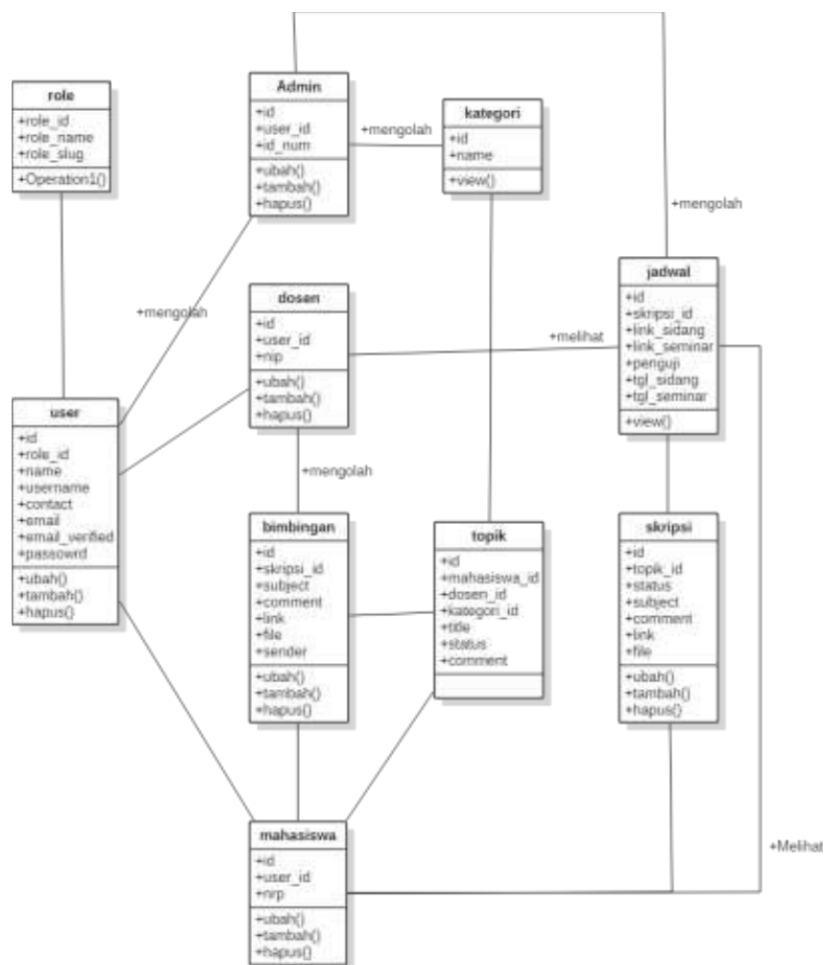 role
+role_id
+role_name
+role_slug
+Operation1()
Admin
+id
+user_id
+id_num
+ubah()
+tambah()
+hapus()
+mengolah
kategori
+id
+name
+view()
+mengolah
+mengolah
dosen
+id
+user_id
+nip
+ubah()
+tambah()
+hapus()
+melihat
jadwal
+id
+skripsi_id
+link_sidang
+link_seminar
+penguji
+tgl_sidang
+tgl_seminar
+view()
user
+id
+role_id
+name
+username
+contact
+email
+email_verified
+passowrd
+ubah()
+tambah()
+hapus()
+mengolah
bimbingan
+id
+skripsi_id
+subject
+comment
+link
+file
+sender
+ubah()
+tambah()
+hapus()
topik
+id
+mahasiswa_id
+dosen_id
+kategori_id
+title
+status
+comment
skripsi
+id
+topik_id
+status
+subject
+comment
+link
+file
+ubah()
+tambah()
+hapus()
mahasiswa
+id
+user_id
+nrp
+ubah()
+tambah()
+hapus()
+Melihat